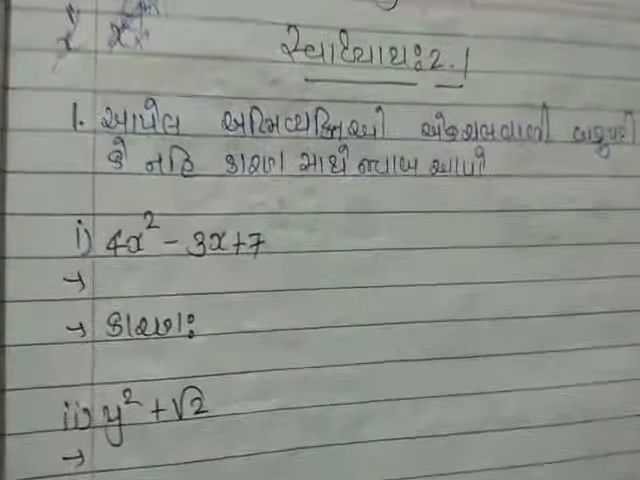 સ્વાધ્યાય: 2.1
1. આપેલ અભિવ્યક્તિઓ એકચલવાળી બહુપદી
કે નહિ કારણ સાથે જવાબ આપો
i) 4x² - 3x + 7
→
→ કારણ:
ii) y² + √2
→